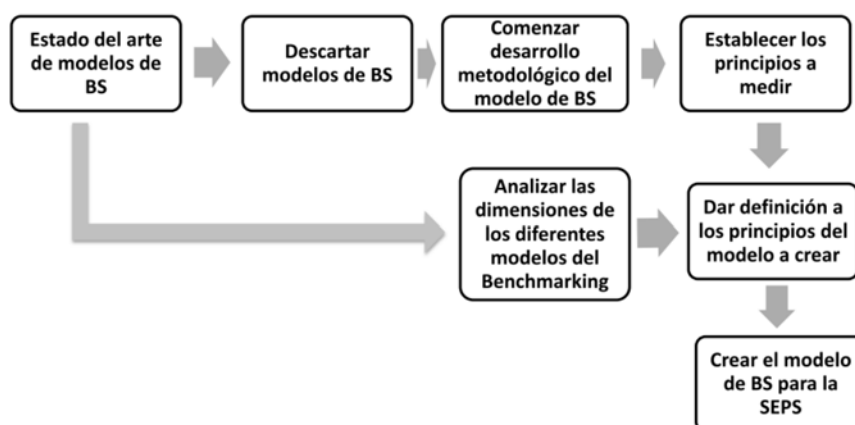 Estado del arte
de modelos de
BS
Descartar
modelos de BS
Comenzar
desarrollo
metodológico del
modelo de BS
Establecer los
principios a
medir
Analizar las
dimensiones de
los diferentes
modelos del
Benchmarking
Dar definición a
los principios del
modelo a crear
Crear el modelo
de BS para la
SEPS